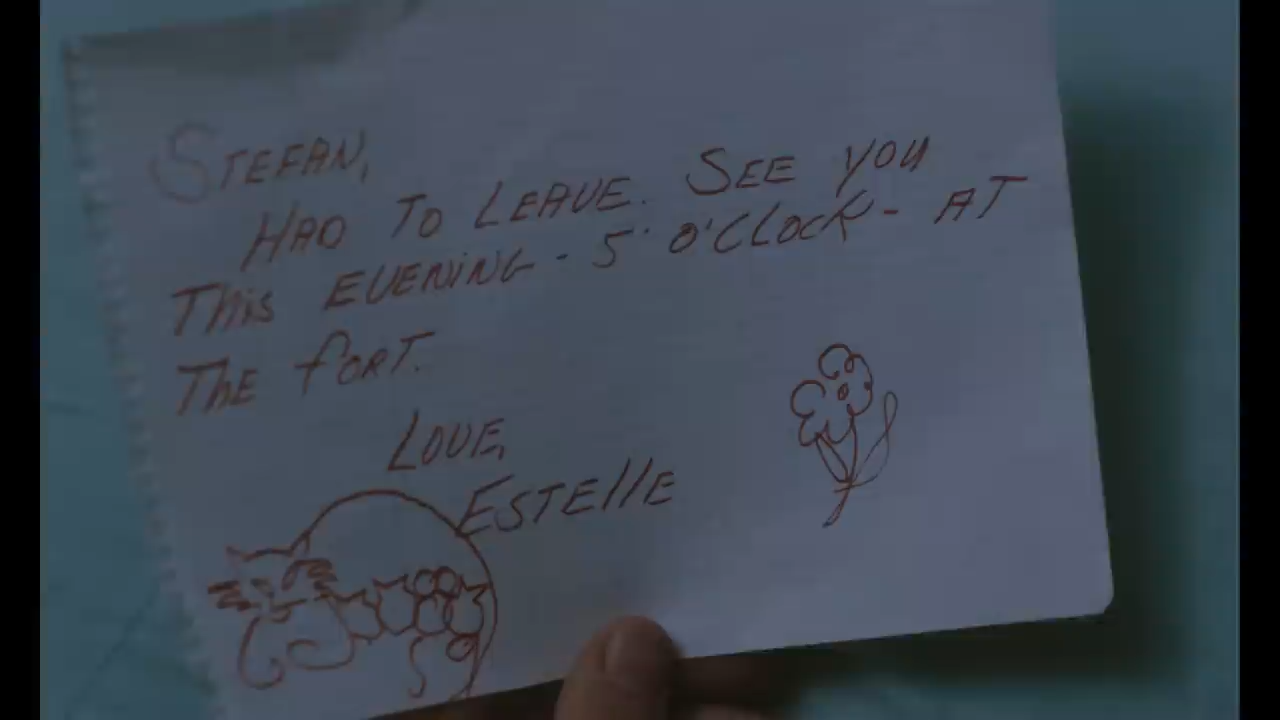 STEFAN,
HAD TO LEAVE. SEE YOU
THIS EVENING - 5 O'CLOCK - AT
THE FORT.
LOVE,
ESTELLE